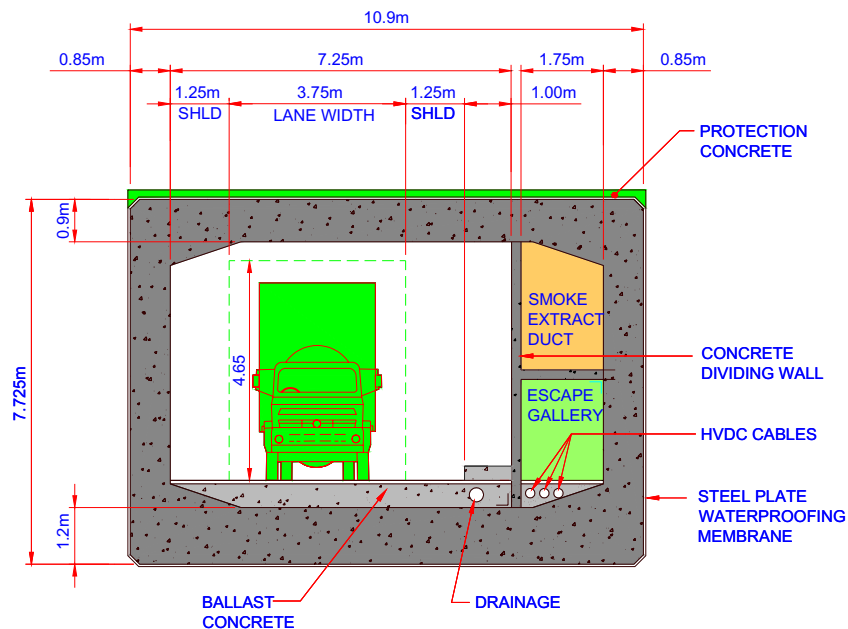 10.9m
0.85m
7.25m
1.75m
0.85m
1.25m
3.75m
1.25m
1.00m
SHLD
LANE WIDTH
SHLD
PROTECTION
CONCRETE
0.9m
SMOKE
EXTRACT
DUCT
4.65
CONCRETE
DIVIDING WALL
7.725m
ESCAPE
GALLERY
HVDC CABLES
STEEL PLATE
WATERPROOFING
MEMBRANE
1.2m
BALLAST
CONCRETE
DRAINAGE